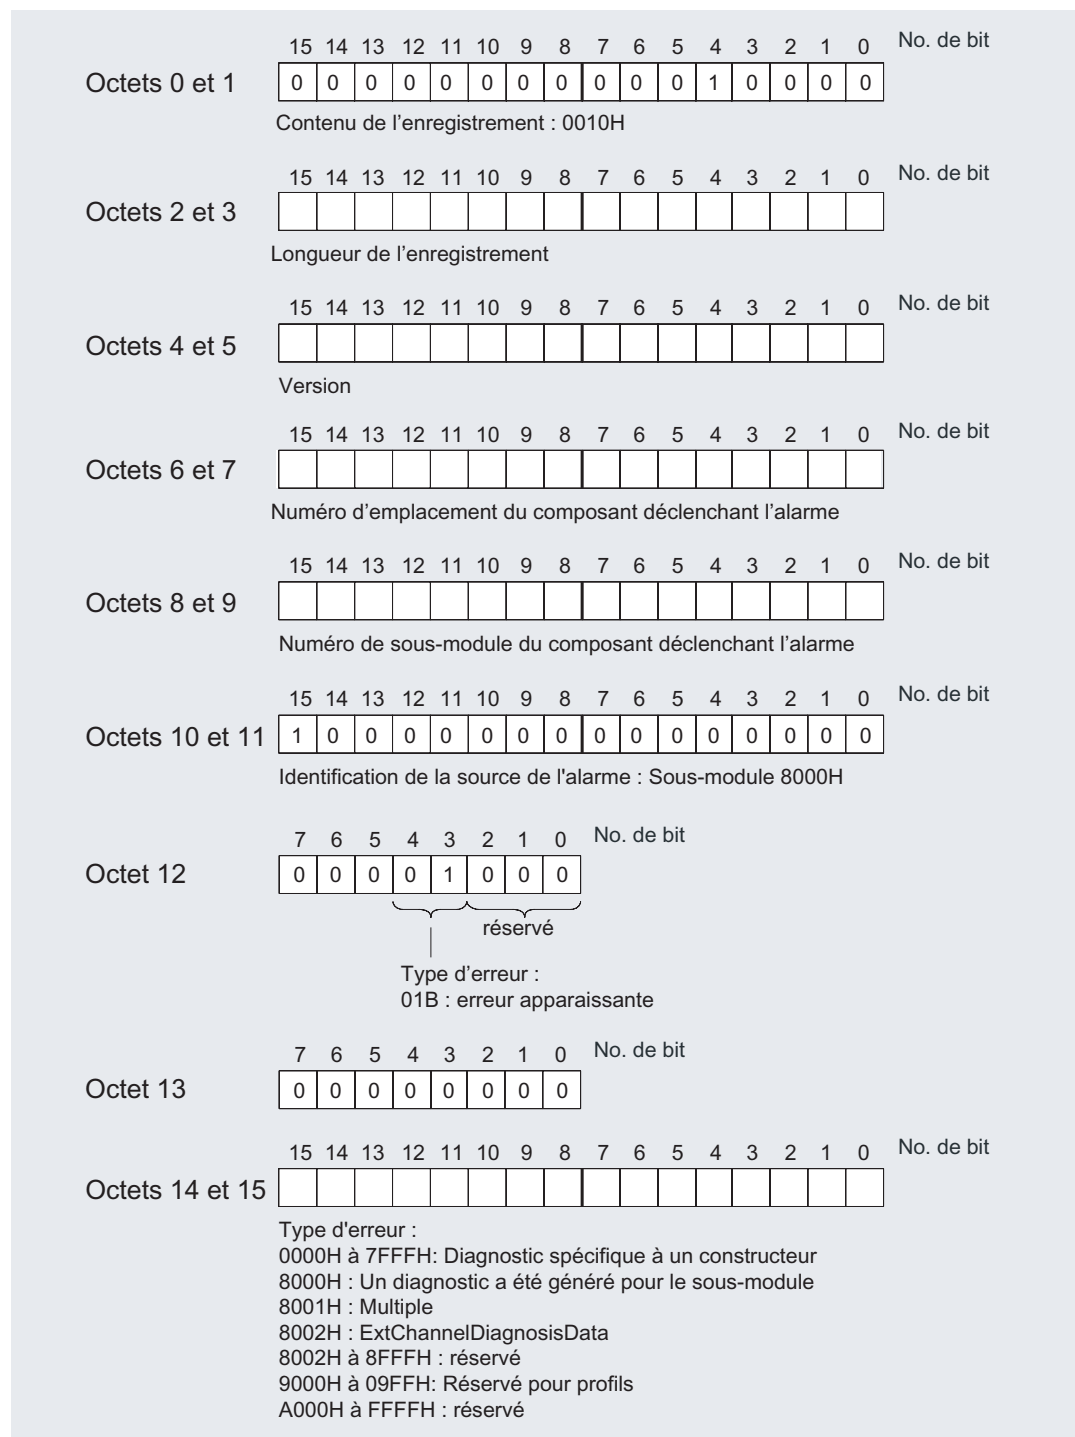 15 14 13 12 11 10 9 8 7 6 5 4 3 2 1 0 No. de bit
Octets 0 et 1 0 0 0 0 0 0 0 0 0 0 0 1 0 0 0 0
Contenu de l’enregistrement : 0010H
15 14 13 12 11 10 9 8 7 6 5 4 3 2 1 0 No. de bit
Octets 2 et 3
Longueur de l’enregistrement
15 14 13 12 11 10 9 8 7 6 5 4 3 2 1 0 No. de bit
Octets 4 et 5
Version
15 14 13 12 11 10 9 8 7 6 5 4 3 2 1 0 No. de bit
Octets 6 et 7
Numéro d’emplacement du composant déclenchant l’alarme
15 14 13 12 11 10 9 8 7 6 5 4 3 2 1 0 No. de bit
Octets 8 et 9
Numéro de sous-module du composant déclenchant l’alarme
15 14 13 12 11 10 9 8 7 6 5 4 3 2 1 0 No. de bit
Octets 10 et 11 1 0 0 0 0 0 0 0 0 0 0 0 0 0 0 0
Identification de la source de l'alarme : Sous-module 8000H
7 6 5 4 3 2 1 0 No. de bit
Octet 12 0 0 0 0 1 0 0 0
réservé
Type d’erreur :
01B : erreur apparaissante
7 6 5 4 3 2 1 0 No. de bit
Octet 13 0 0 0 0 0 0 0 0
15 14 13 12 11 10 9 8 7 6 5 4 3 2 1 0 No. de bit
Octets 14 et 15
Type d'erreur :
0000H à 7FFFH: Diagnostic spécifique à un constructeur
8000H : Un diagnostic a été généré pour le sous-module
8001H : Multiple
8002H : ExtChannelDiagnosisData
8002H à 8FFFH : réservé
9000H à 09FFH: Réservé pour profils
A000H à FFFFH : réservé